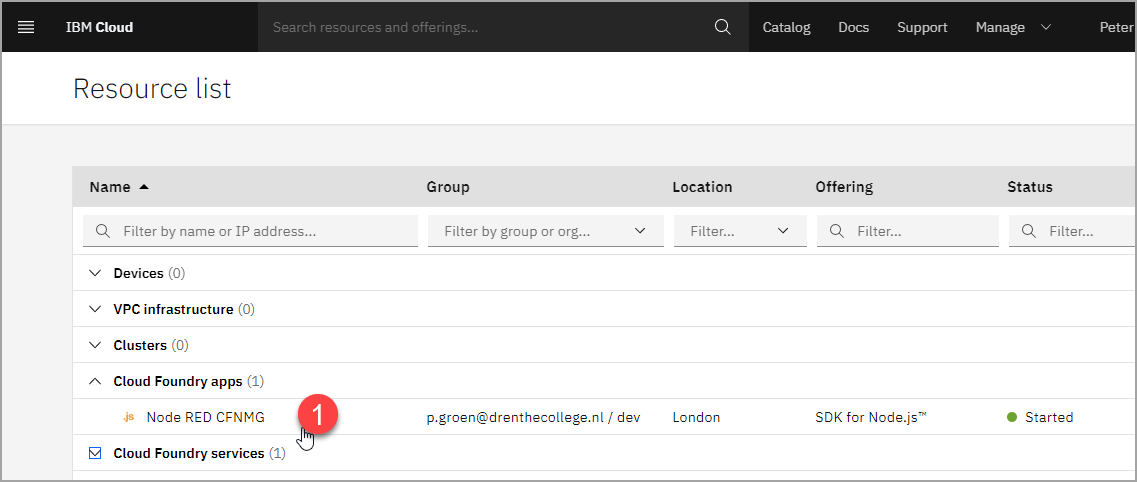 IBM Cloud Search resources and offerings... Catalog Docs Support Manage Peter
Resource list
Name Group Location Offering Status
Filter by name or IP address... Filter by group or org... Filter... Filter... Filter...
Devices (0)
VPC infrastructure (0)
Clusters (0)
Cloud Foundry apps (1)
JS Node RED CFNMG 1 p.groen@drenthecollege.nl / dev London SDK for Node.js™ Started
Cloud Foundry services (1)